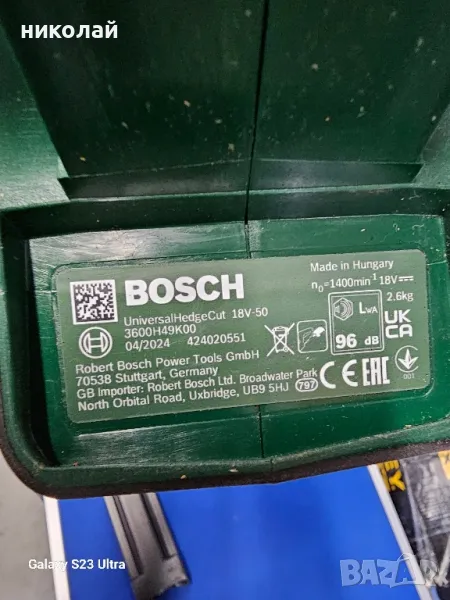 николай
BOSCH
UniversalHedgeCut 18V-50
3600H49K00
04/2024 424020551
Robert Bosch Power Tools GmbH
70538 Stuttgart, Germany
GB Importer: Robert Bosch Ltd. Broadwater Park
North Orbital Road, Uxbridge, UB9 5HJ
Made in Hungary
n₀=1400min⁻¹ 18V⎓
2.6kg
LWA
96 dB
UK
CA
797
CE EAC
001
Galaxy S23 Ultra
BAZAR